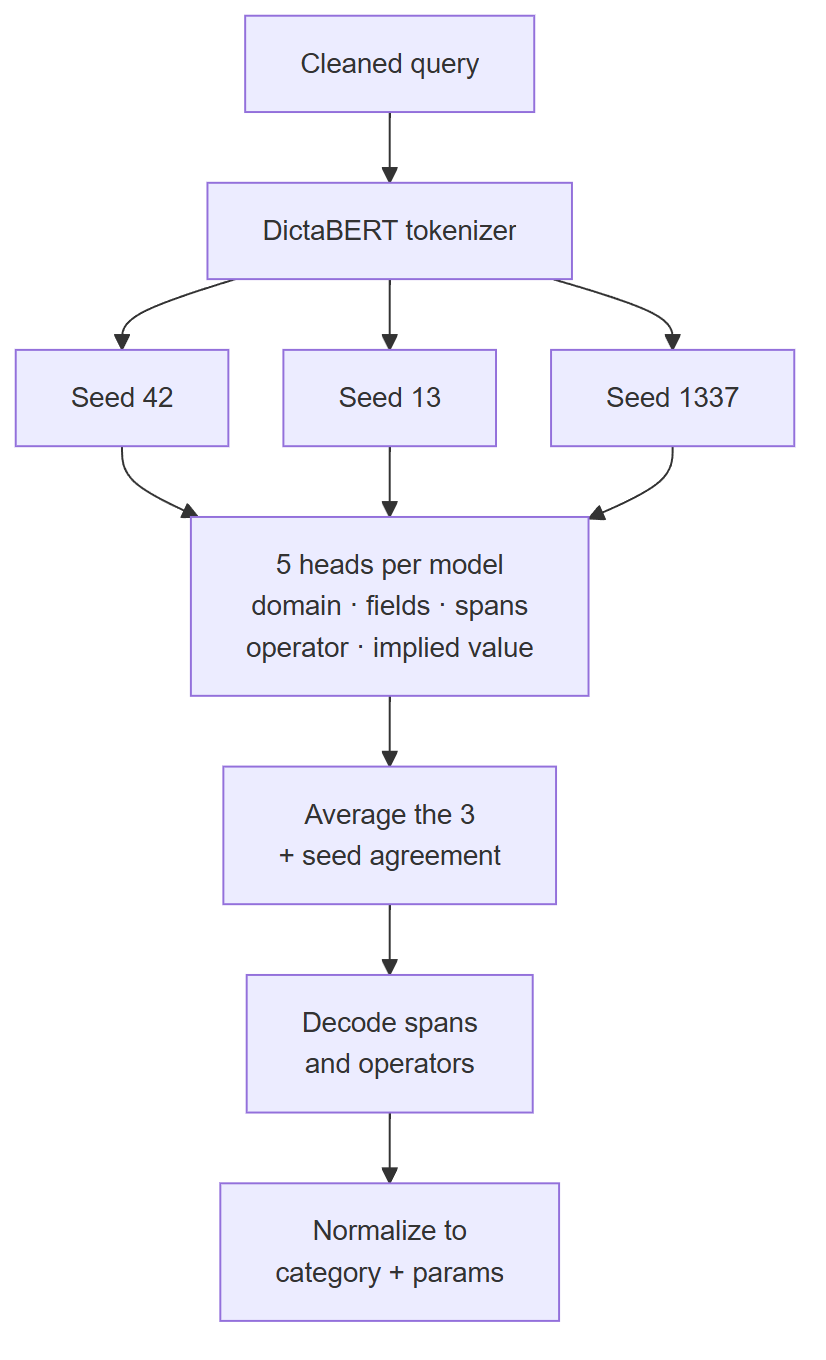 Cleaned query
DictaBERT tokenizer
Seed 42
Seed 13
Seed 1337
5 heads per model
domain · fields · spans
operator · implied value
Average the 3
+ seed agreement
Decode spans
and operators
Normalize to
category + params